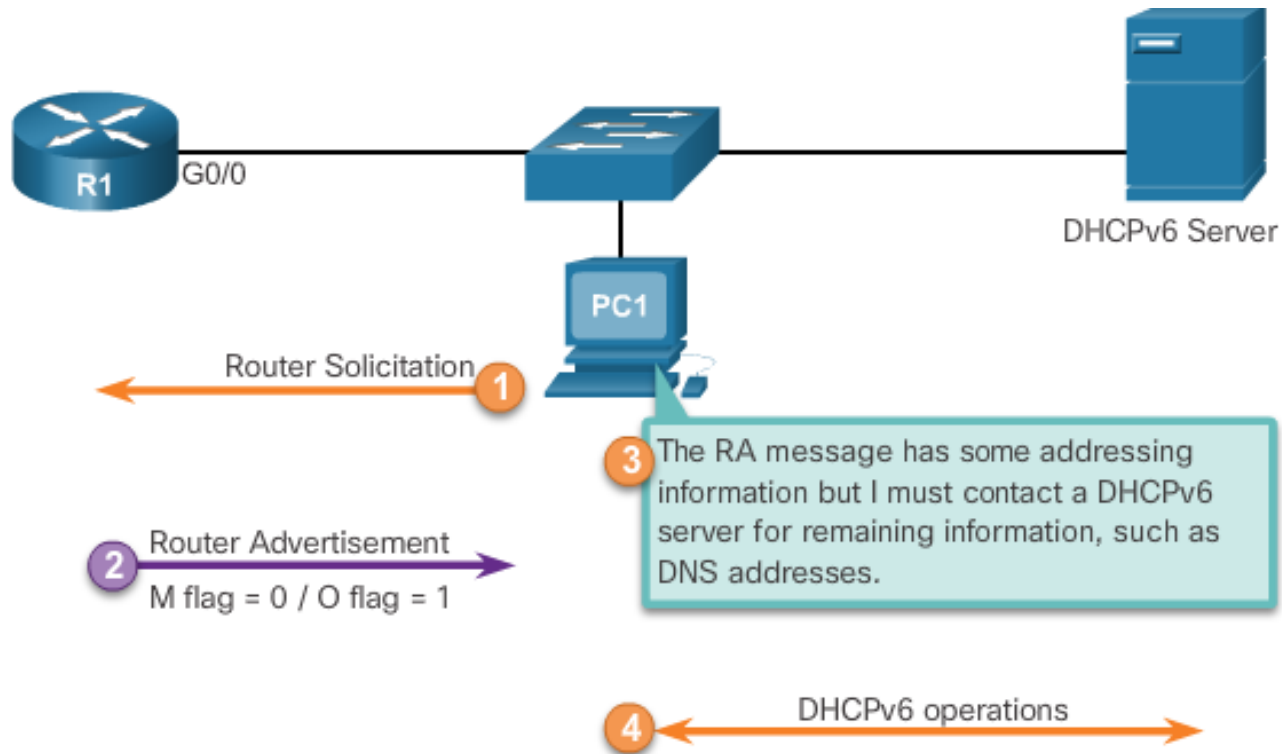 R1
G0/0
DHCPv6 Server
PC1
Router Solicitation
1
3
The RA message has some addressing
information but I must contact a DHCPv6
server for remaining information, such as
DNS addresses.
2
Router Advertisement
M flag = 0 / O flag = 1
4
DHCPv6 operations